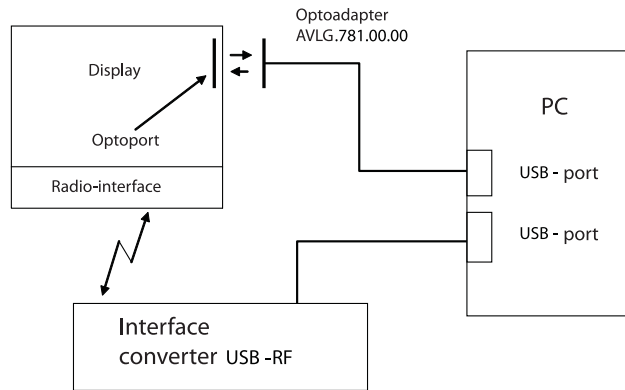 Optoadapter
AVLG.781.00.00
Display
Optoport
Radio-interface
PC
USB - port
USB - port
Interface
converter USB -RF